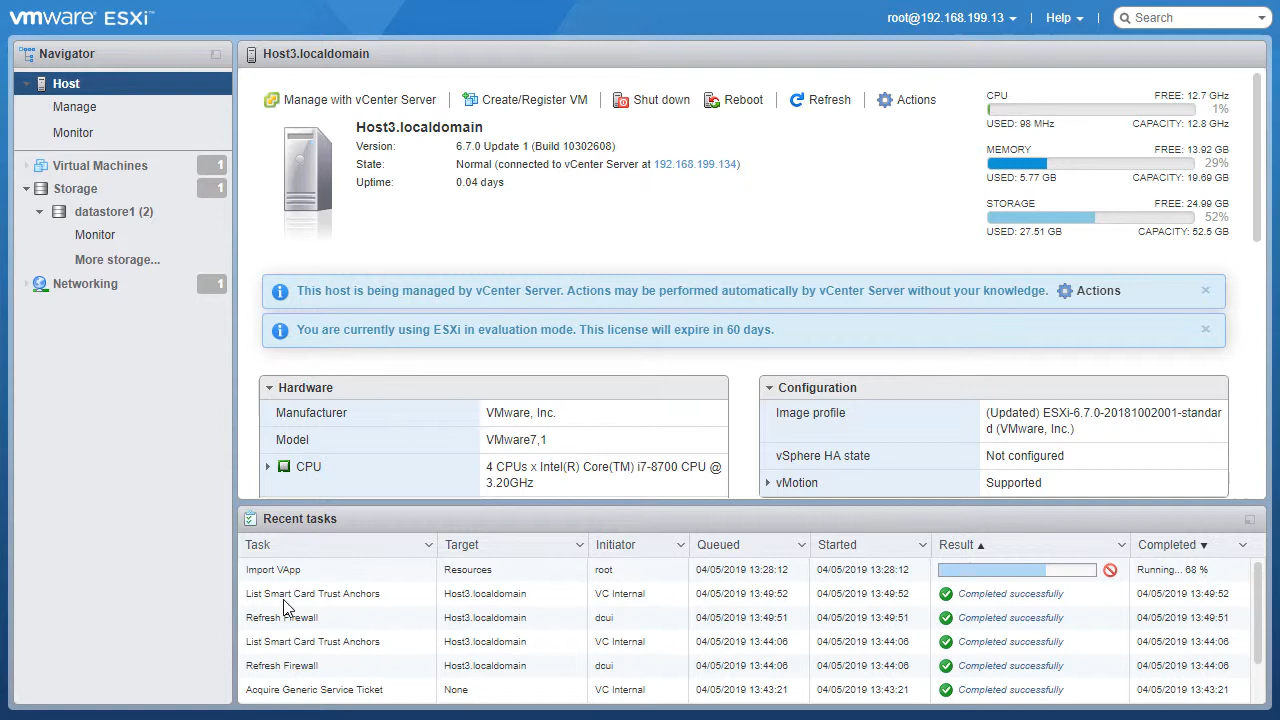 vmware ESXi™
root@192.168.199.13 | Help | Search
Navigator
Host
Manage
Monitor
Virtual Machines 1
Storage 1
datastore1 (2)
Monitor
More storage...
Networking 1
Host3.localdomain
Manage with vCenter Server | Create/Register VM | Shut down Reboot | Refresh | Actions
Host3.localdomain
Version: 6.7.0 Update 1 (Build 10302608)
State: Normal (connected to vCenter Server at 192.168.199.134)
Uptime: 0.04 days
CPU FREE: 12.7 GHz
1%
USED: 98 MHz CAPACITY: 12.8 GHz
MEMORY FREE: 13.92 GB
29%
USED: 5.77 GB CAPACITY: 19.69 GB
STORAGE FREE: 24.99 GB
52%
USED: 27.51 GB CAPACITY: 52.5 GB
This host is being managed by vCenter Server. Actions may be performed automatically by vCenter Server without your knowledge. Actions
You are currently using ESXi in evaluation mode. This license will expire in 60 days.
Hardware
Manufacturer VMware, Inc.
Model VMware7,1
CPU 4 CPUs x Intel(R) Core(TM) i7-8700 CPU @
3.20GHz
Configuration
Image profile (Updated) ESXi-6.7.0-20181002001-standar
d (VMware, Inc.)
vSphere HA state Not configured
vMotion Supported
Recent tasks
Task Target Initiator Queued Started Result Completed
Import VApp Resources root 04/05/2019 13:28:12 04/05/2019 13:28:12 Running... 68 %
List Smart Card Trust Anchors Host3.localdomain VC Internal 04/05/2019 13:49:52 04/05/2019 13:49:52 Completed successfully 04/05/2019 13:49:52
Refresh Firewall Host3.localdomain dcui 04/05/2019 13:49:51 04/05/2019 13:49:51 Completed successfully 04/05/2019 13:49:51
List Smart Card Trust Anchors Host3.localdomain VC Internal 04/05/2019 13:44:06 04/05/2019 13:44:06 Completed successfully 04/05/2019 13:44:06
Refresh Firewall Host3.localdomain dcui 04/05/2019 13:44:06 04/05/2019 13:44:06 Completed successfully 04/05/2019 13:44:06
Acquire Generic Service Ticket None VC Internal 04/05/2019 13:43:21 04/05/2019 13:43:21 Completed successfully 04/05/2019 13:43:21